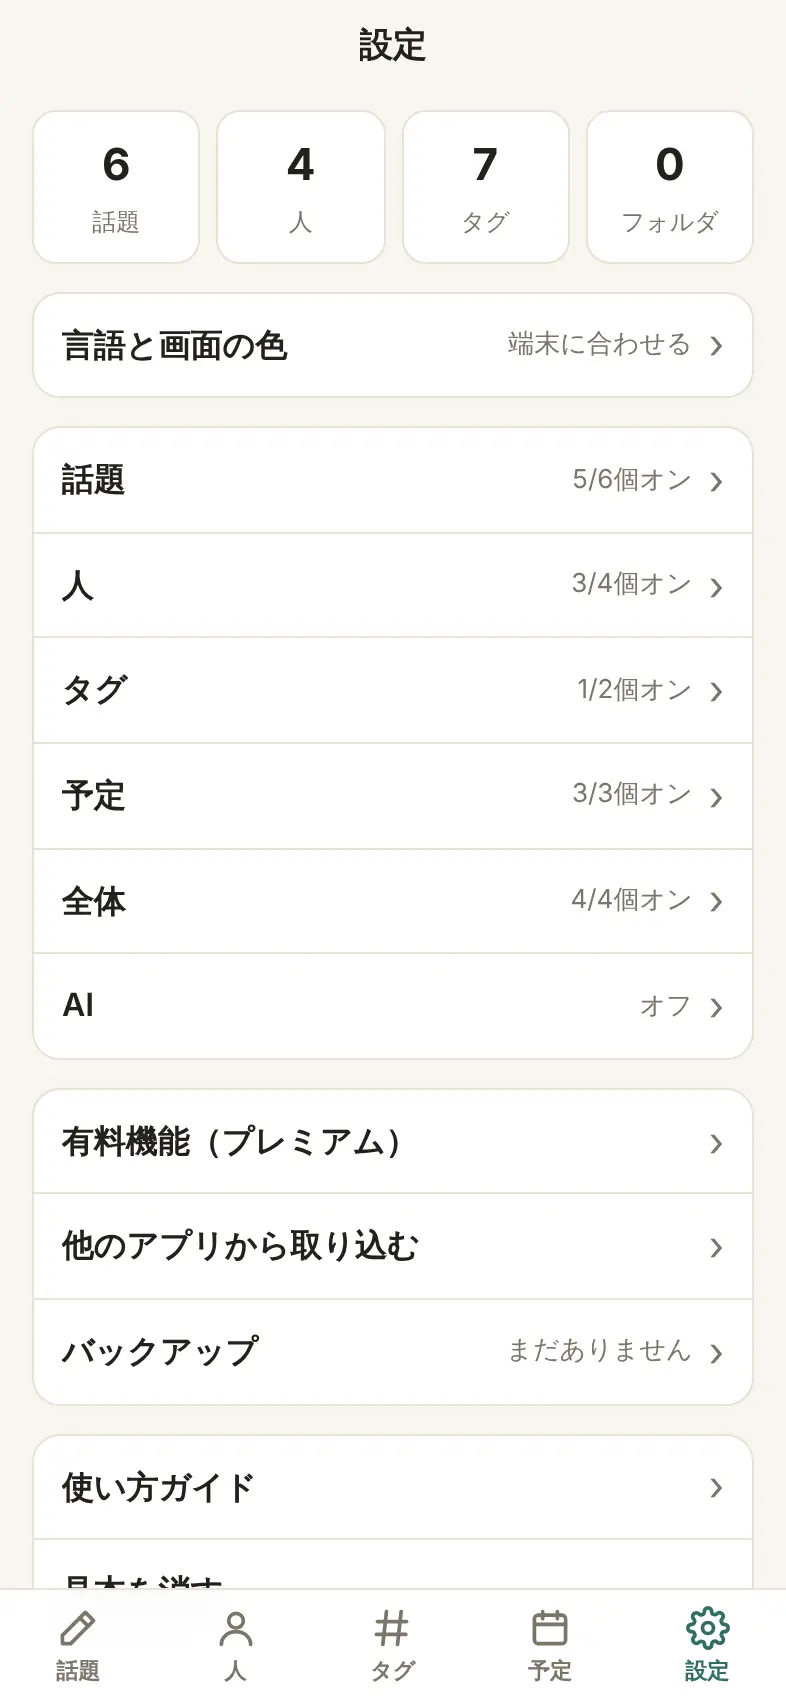 設定
6
話題
4
人
7
タグ
0
フォルダ
言語と画面の色 端末に合わせる
話題 5/6個オン
人 3/4個オン
タグ 1/2個オン
予定 3/3個オン
全体 4/4個オン
AI オフ
有料機能（プレミアム）
他のアプリから取り込む
バックアップ まだありません
使い方ガイド
見本を消す
話題
人
タグ
予定
設定